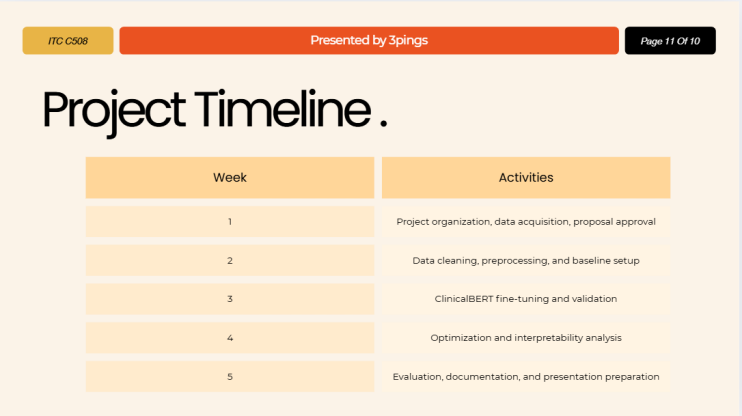 ITC C508
Presented by 3pings
Page 11 Of 10
Project Timeline .
Week Activities
1 Project organization, data acquisition, proposal approval
2 Data cleaning, preprocessing, and baseline setup
3 ClinicalBERT fine-tuning and validation
4 Optimization and interpretability analysis
5 Evaluation, documentation, and presentation preparation